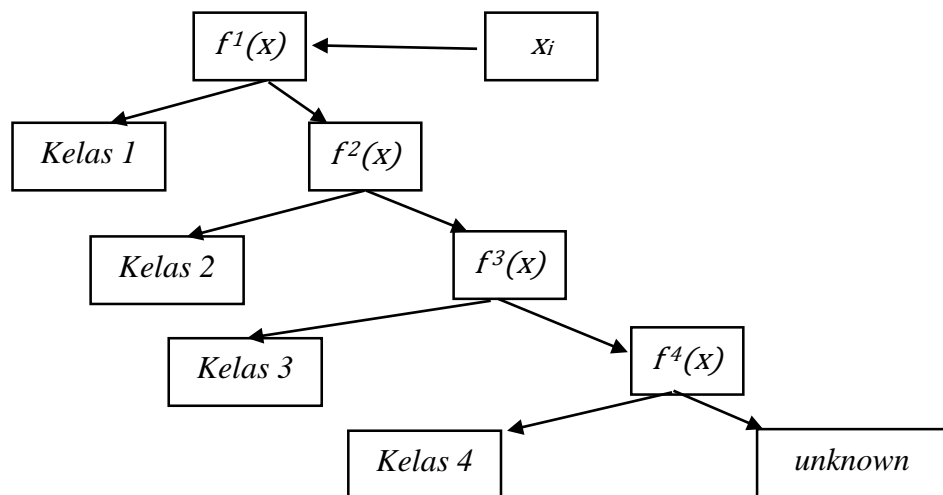 f¹(x)
xᵢ
Kelas 1
f²(x)
Kelas 2
f³(x)
Kelas 3
f⁴(x)
Kelas 4
unknown